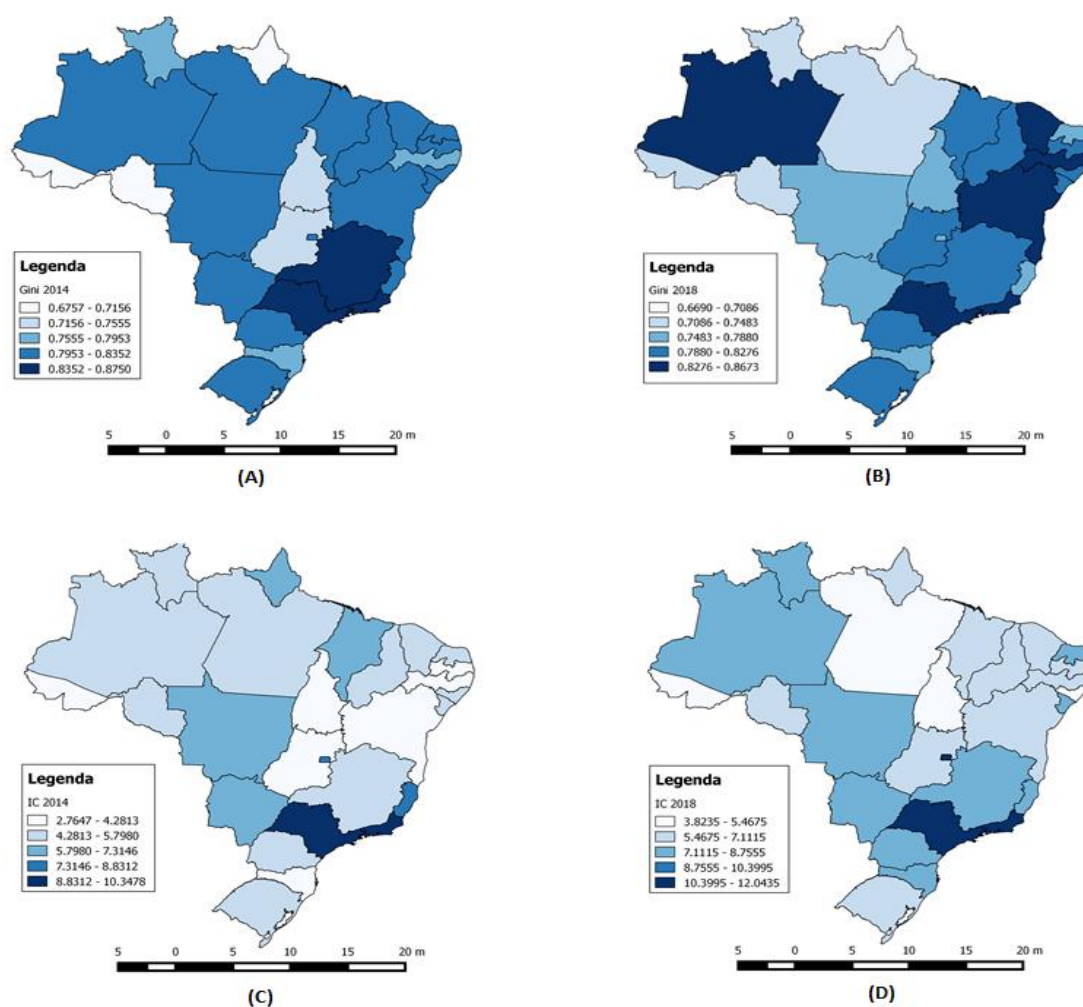 Legenda
Gini 2014
0.6757 - 0.7156
0.7156 - 0.7555
0.7555 - 0.7953
0.7953 - 0.8352
0.8352 - 0.8750
5 0 5 10 15 20 m
(A)
Legenda
Gini 2018
0.6690 - 0.7086
0.7086 - 0.7483
0.7483 - 0.7880
0.7880 - 0.8276
0.8276 - 0.8673
5 0 5 10 15 20 m
(B)
Legenda
IC 2014
2.7647 - 4.2813
4.2813 - 5.7980
5.7980 - 7.3146
7.3146 - 8.8312
8.8312 - 10.3478
5 0 5 10 15 20 m
(C)
Legenda
IC 2018
3.8235 - 5.4675
5.4675 - 7.1115
7.1115 - 8.7555
8.7555 - 10.3995
10.3995 - 12.0435
5 0 5 10 15 20 m
(D)